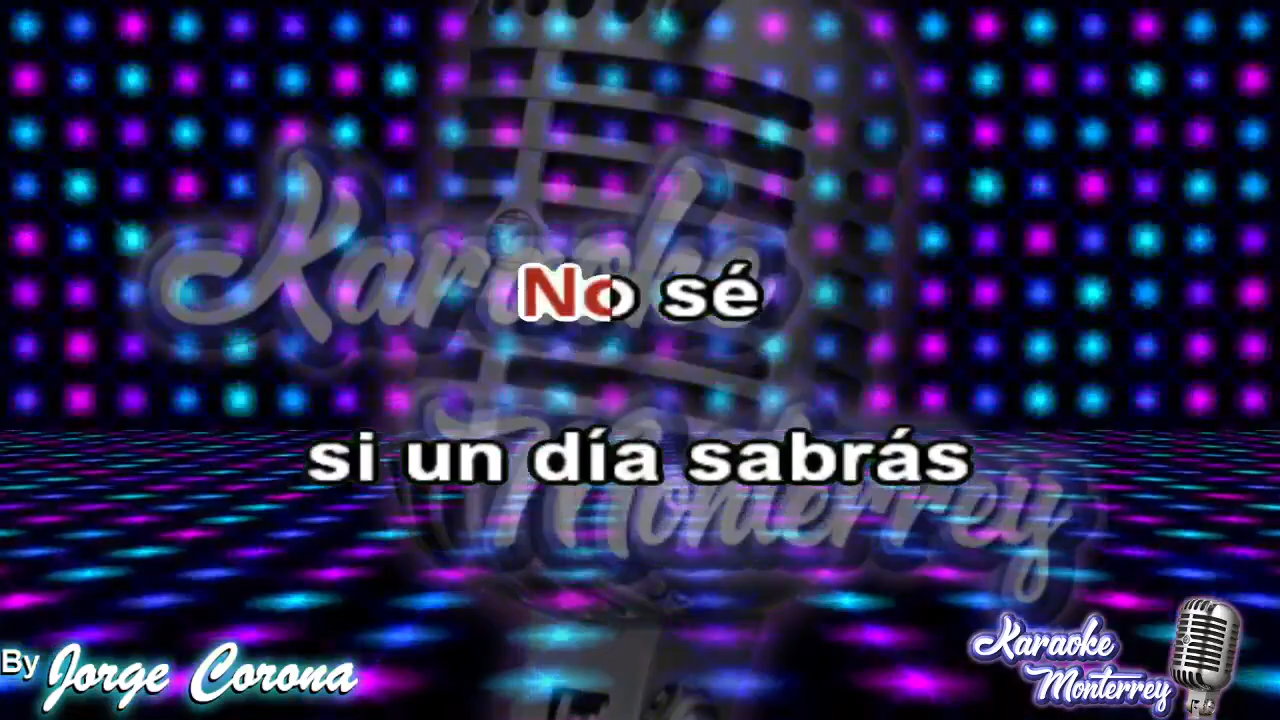 Karaoke
Monterrey
No sé
si un día sabrás
By Jorge Corona
Karaoke
Monterrey